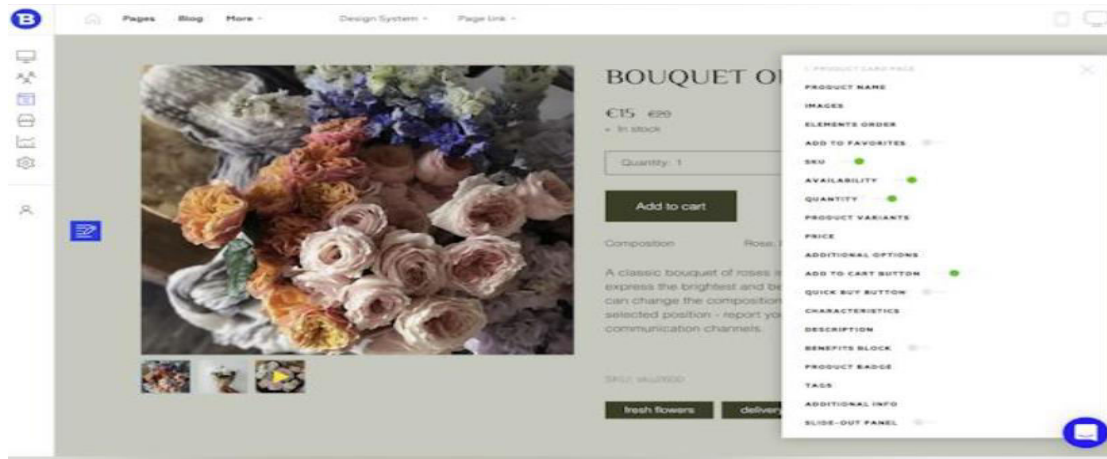 B
Pages Blog More Design System Page link
BOUQUET O
€15 €20
In stock
Quantity: 1
Add to cart
Composition Rose,
A classic bouquet of roses
express the brightest and be
can change the composition
selected position - report yo
communication channels.
SKU:
fresh flowers delivery
PRODUCT CARD PAGE
PRODUCT NAME
IMAGES
ELEMENTS ORDER
ADD TO FAVORITES
SKU
AVAILABILITY
QUANTITY
PRODUCT VARIANTS
PRICE
ADDITIONAL OPTIONS
ADD TO CART BUTTON
QUICK BUY BUTTON
CHARACTERISTICS
DESCRIPTION
BENEFITS BLOCK
PRODUCT BADGE
TAGS
ADDITIONAL INFO
SLIDE-OUT PANEL